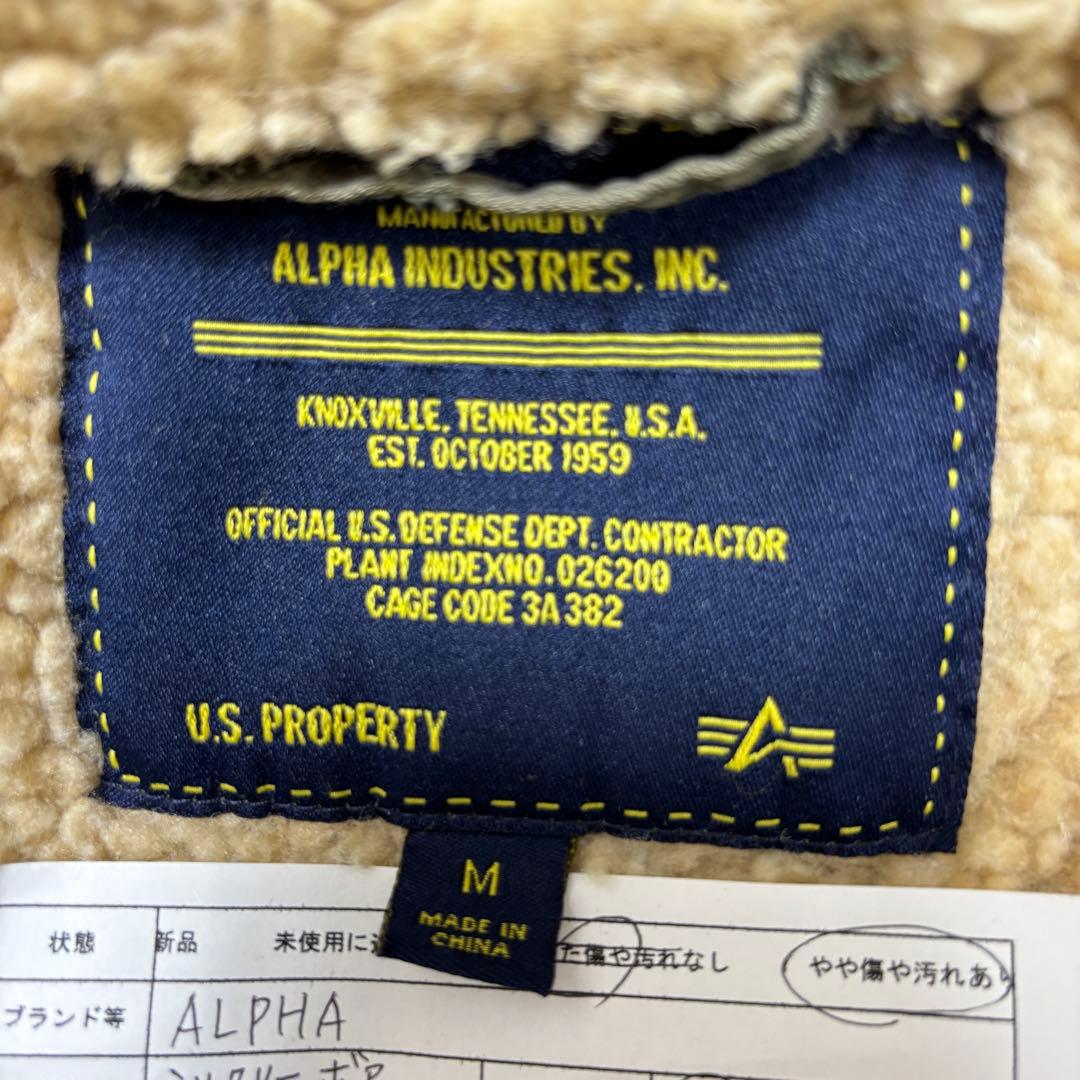 MANUFACTURED BY
ALPHA INDUSTRIES, INC.
KNOXVILLE, TENNESSEE, U.S.A.
EST. OCTOBER 1959
OFFICIAL U.S. DEFENSE DEPT. CONTRACTOR
PLANT INDEXNO. 026200
CAGE CODE 3A382
U.S. PROPERTY
M
MADE IN
CHINA
状態 新品 未使用に た傷や汚れなし やや傷や汚れあり
ブランド等 ALPHA